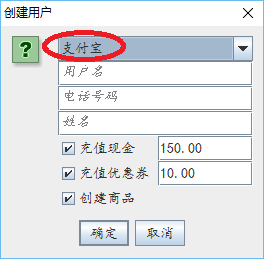 创建用户
?
支付宝
用户名
电话号码
姓名
充值现金 150.00
充值优惠券 10.00
创建商品
确定 取消